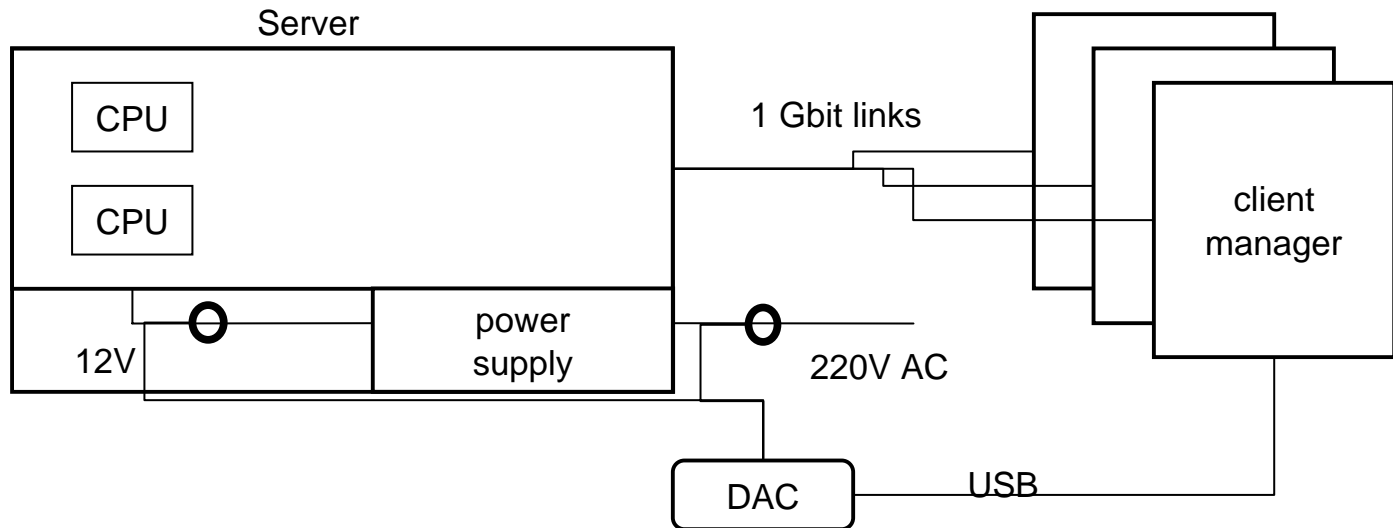 Server
CPU
1 Gbit links
CPU
client
manager
power
supply
12V
220V AC
DAC
USB